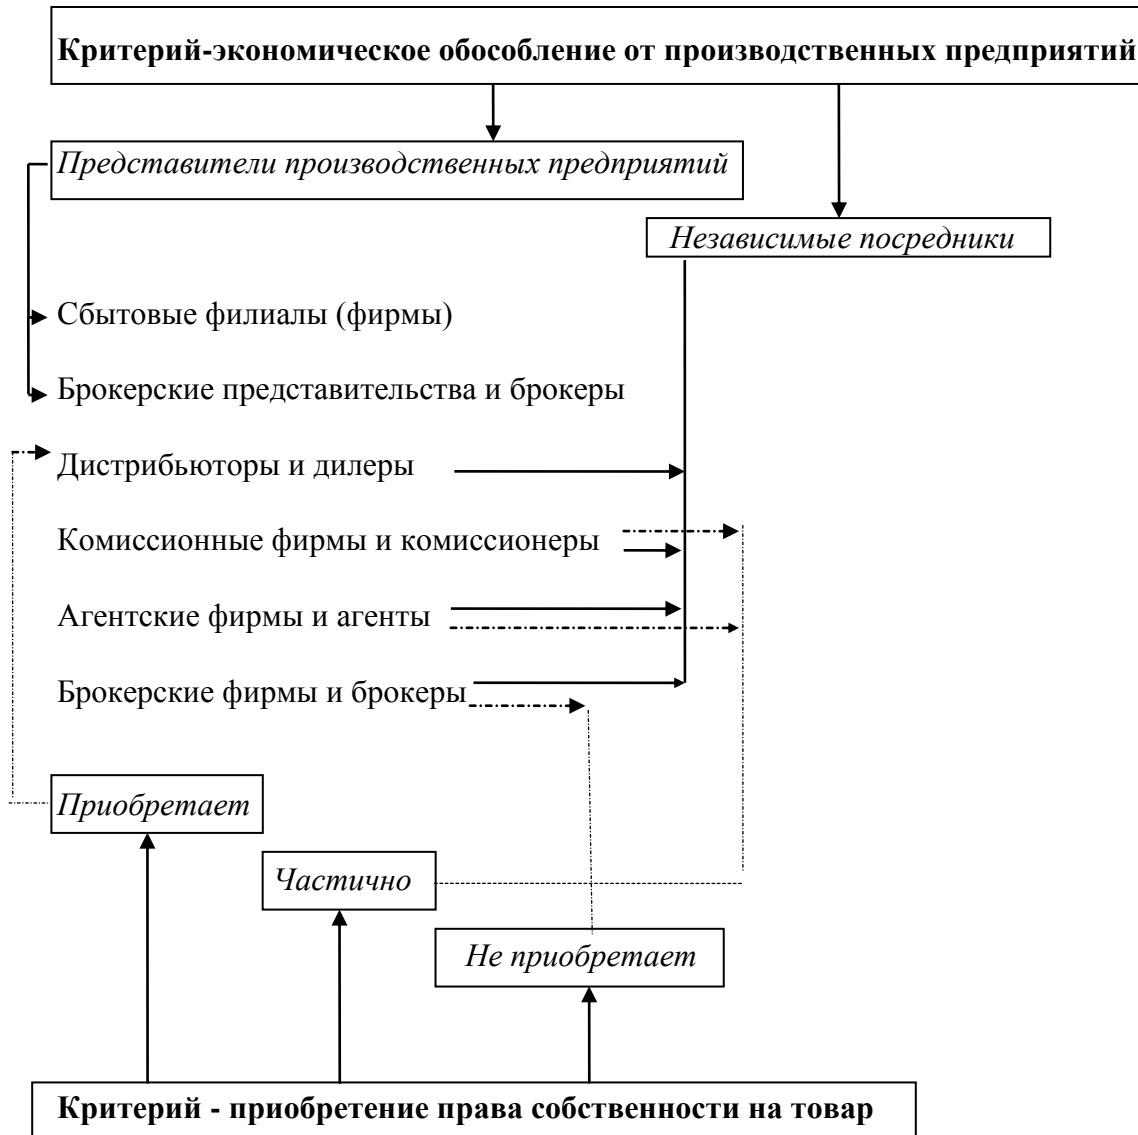 Критерий-экономическое обособление от производственных предприятий
Представители производственных предприятий
Независимые посредники
Сбытовые филиалы (фирмы)
Брокерские представительства и брокеры
Дистрибьюторы и дилеры
Комиссионные фирмы и комиссионеры
Агентские фирмы и агенты
Брокерские фирмы и брокеры
Приобретает
Частично
Не приобретает
Критерий - приобретение права собственности на товар